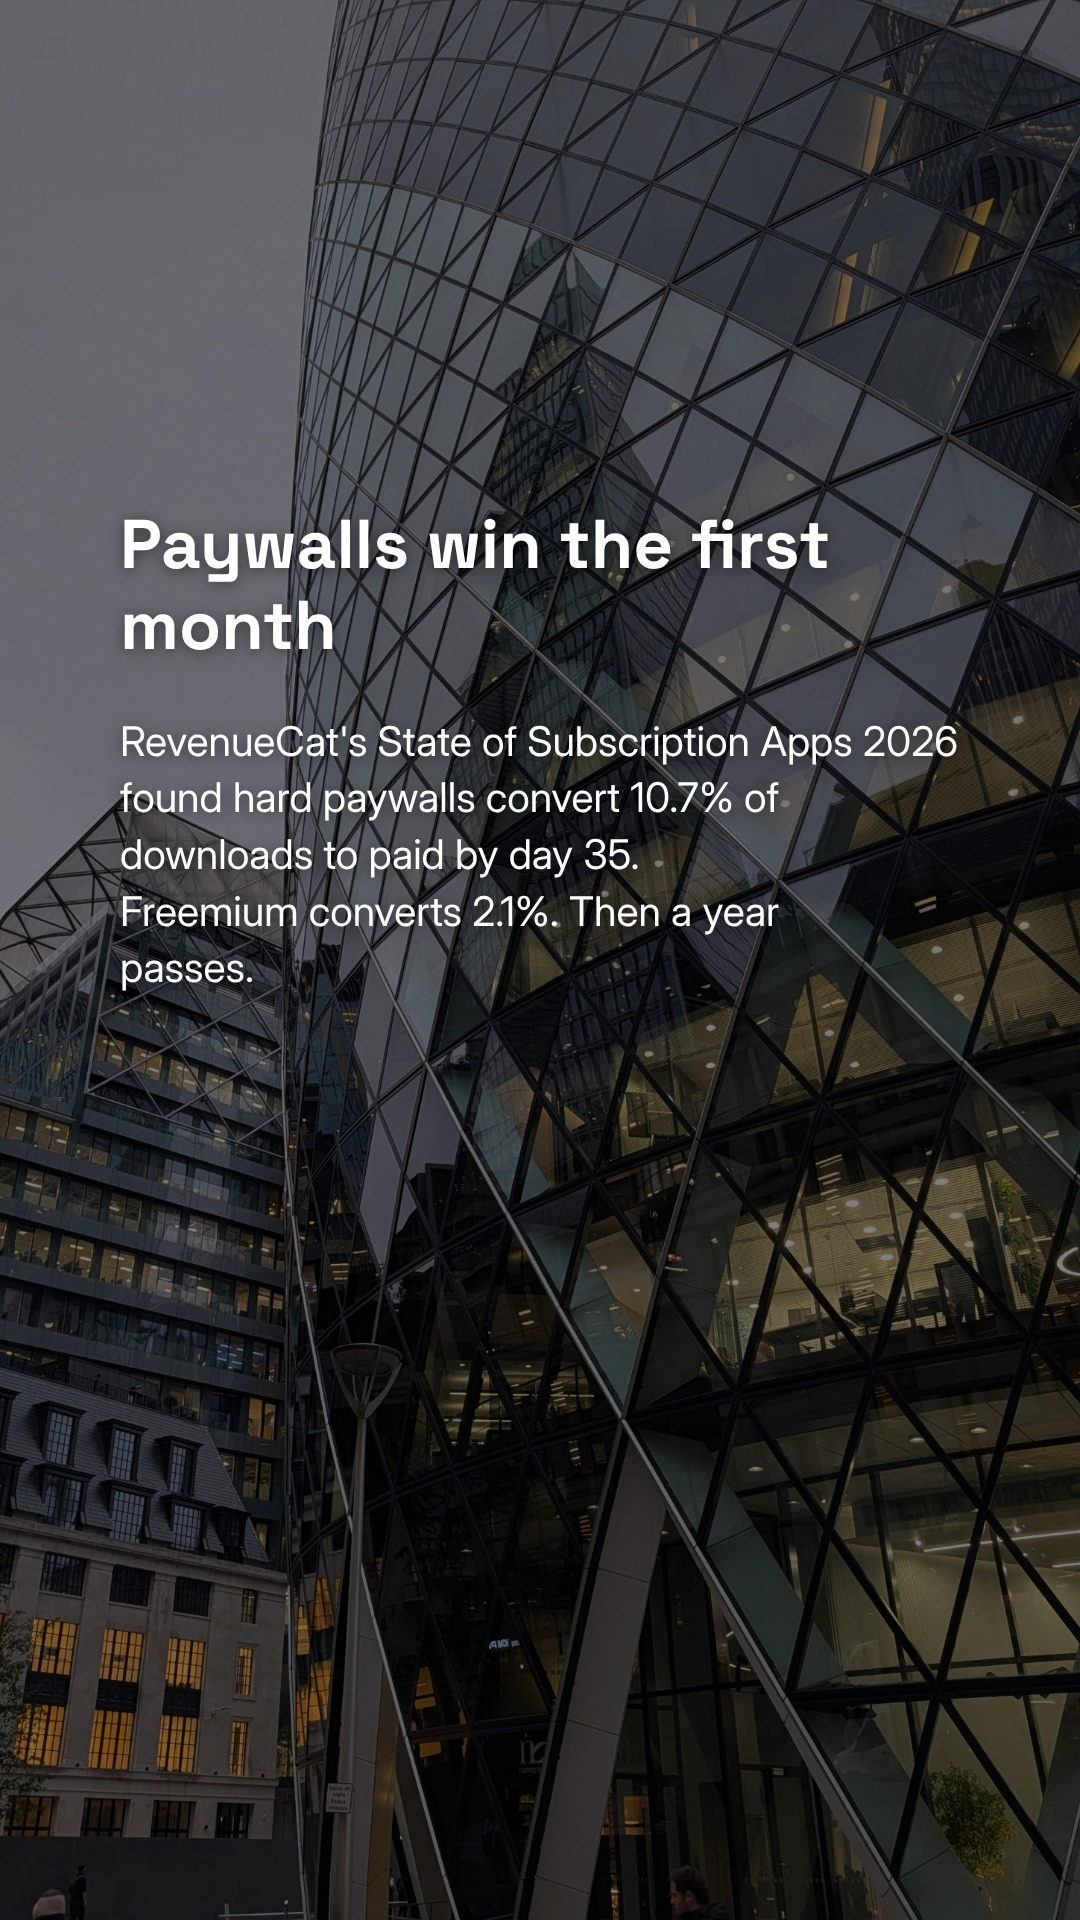 Paywalls win the first
month
RevenueCat's State of Subscription Apps 2026
found hard paywalls convert 10.7% of
downloads to paid by day 35.
Freemium converts 2.1%. Then a year
passes.